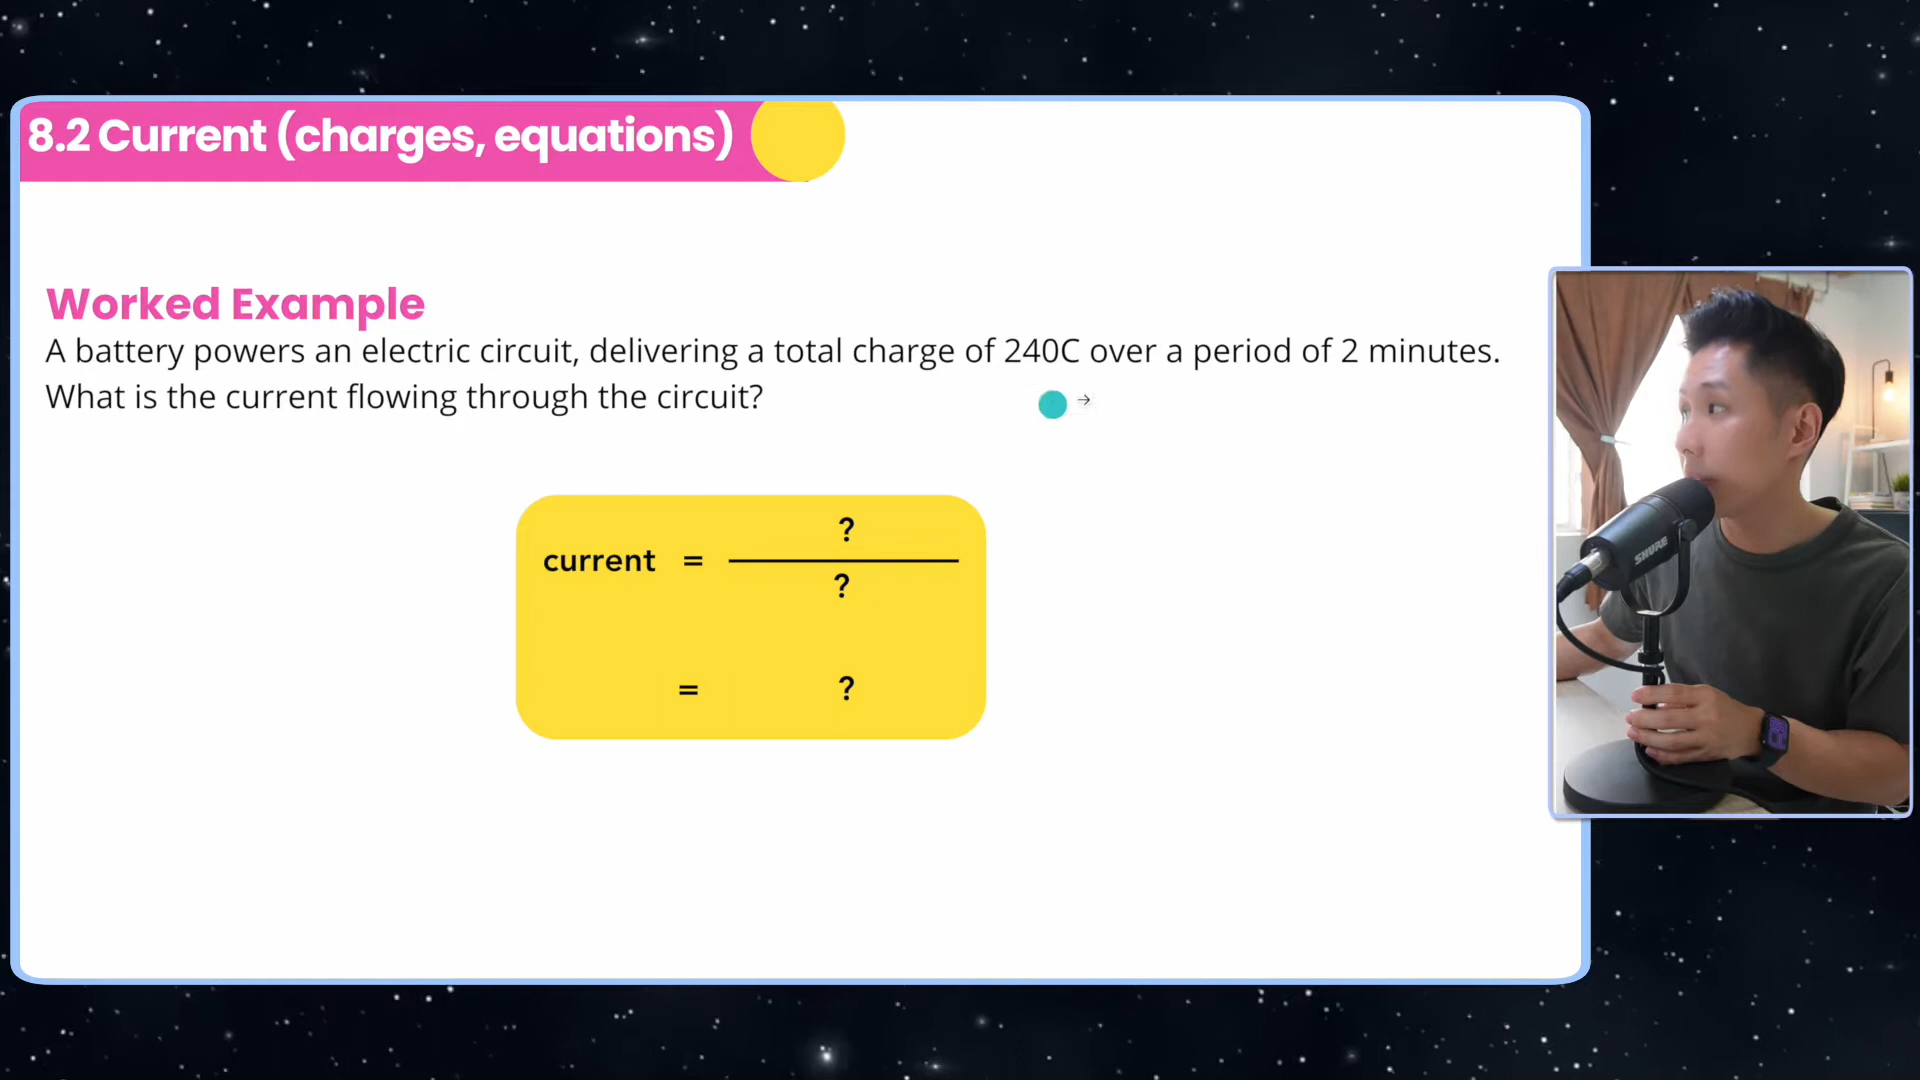 8.2 Current (charges, equations)
Worked Example
A battery powers an electric circuit, delivering a total charge of 240C over a period of 2 minutes.
What is the current flowing through the circuit?
?
current =
?
= ?
SHURE